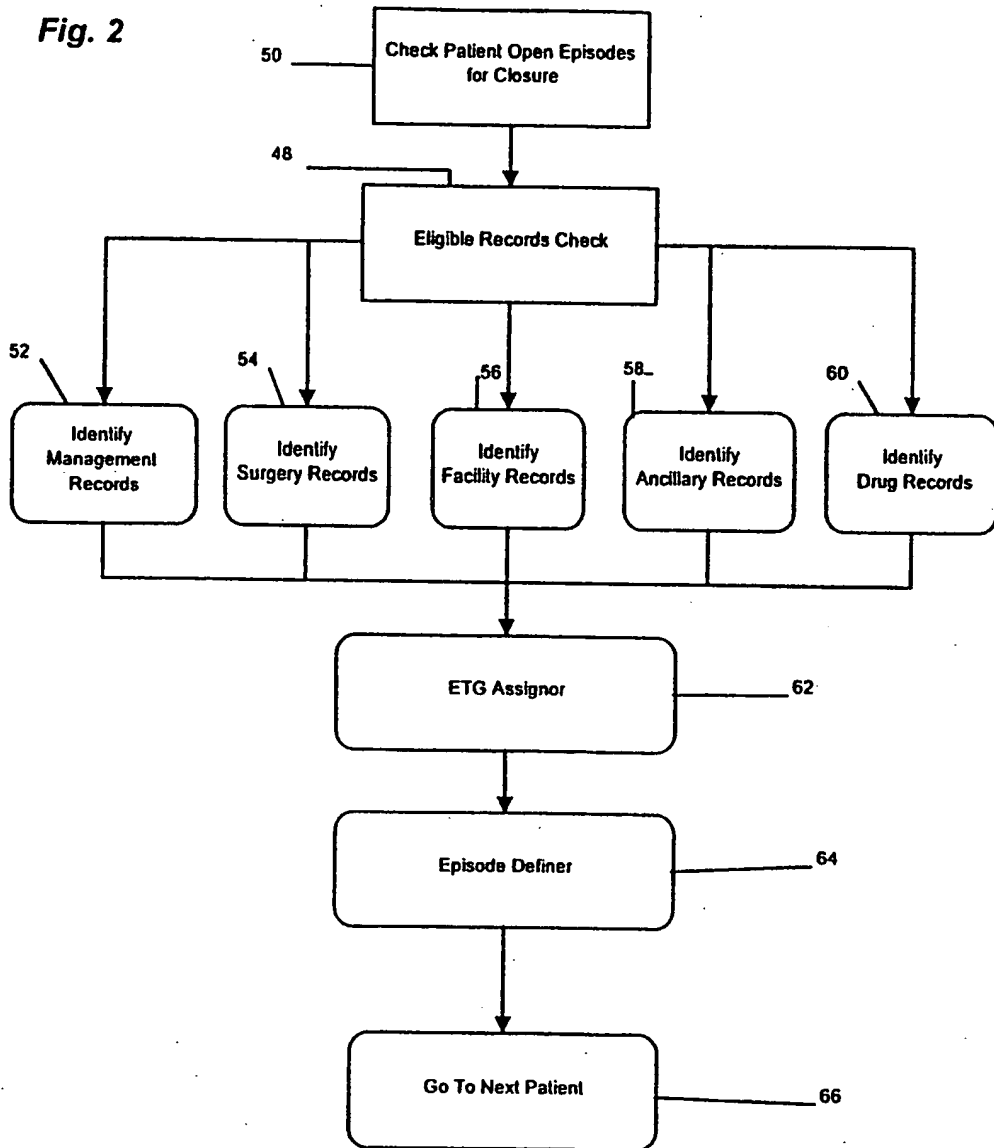 Fig. 2
50
Check Patient Open Episodes
for Closure
48
Eligible Records Check
52
54
56
58
60
Identify
Management
Records
Identify
Surgery Records
Identify
Facility Records
Identify
Ancillary Records
Identify
Drug Records
ETG Assignor
62
Episode Definer
64
Go To Next Patient
66